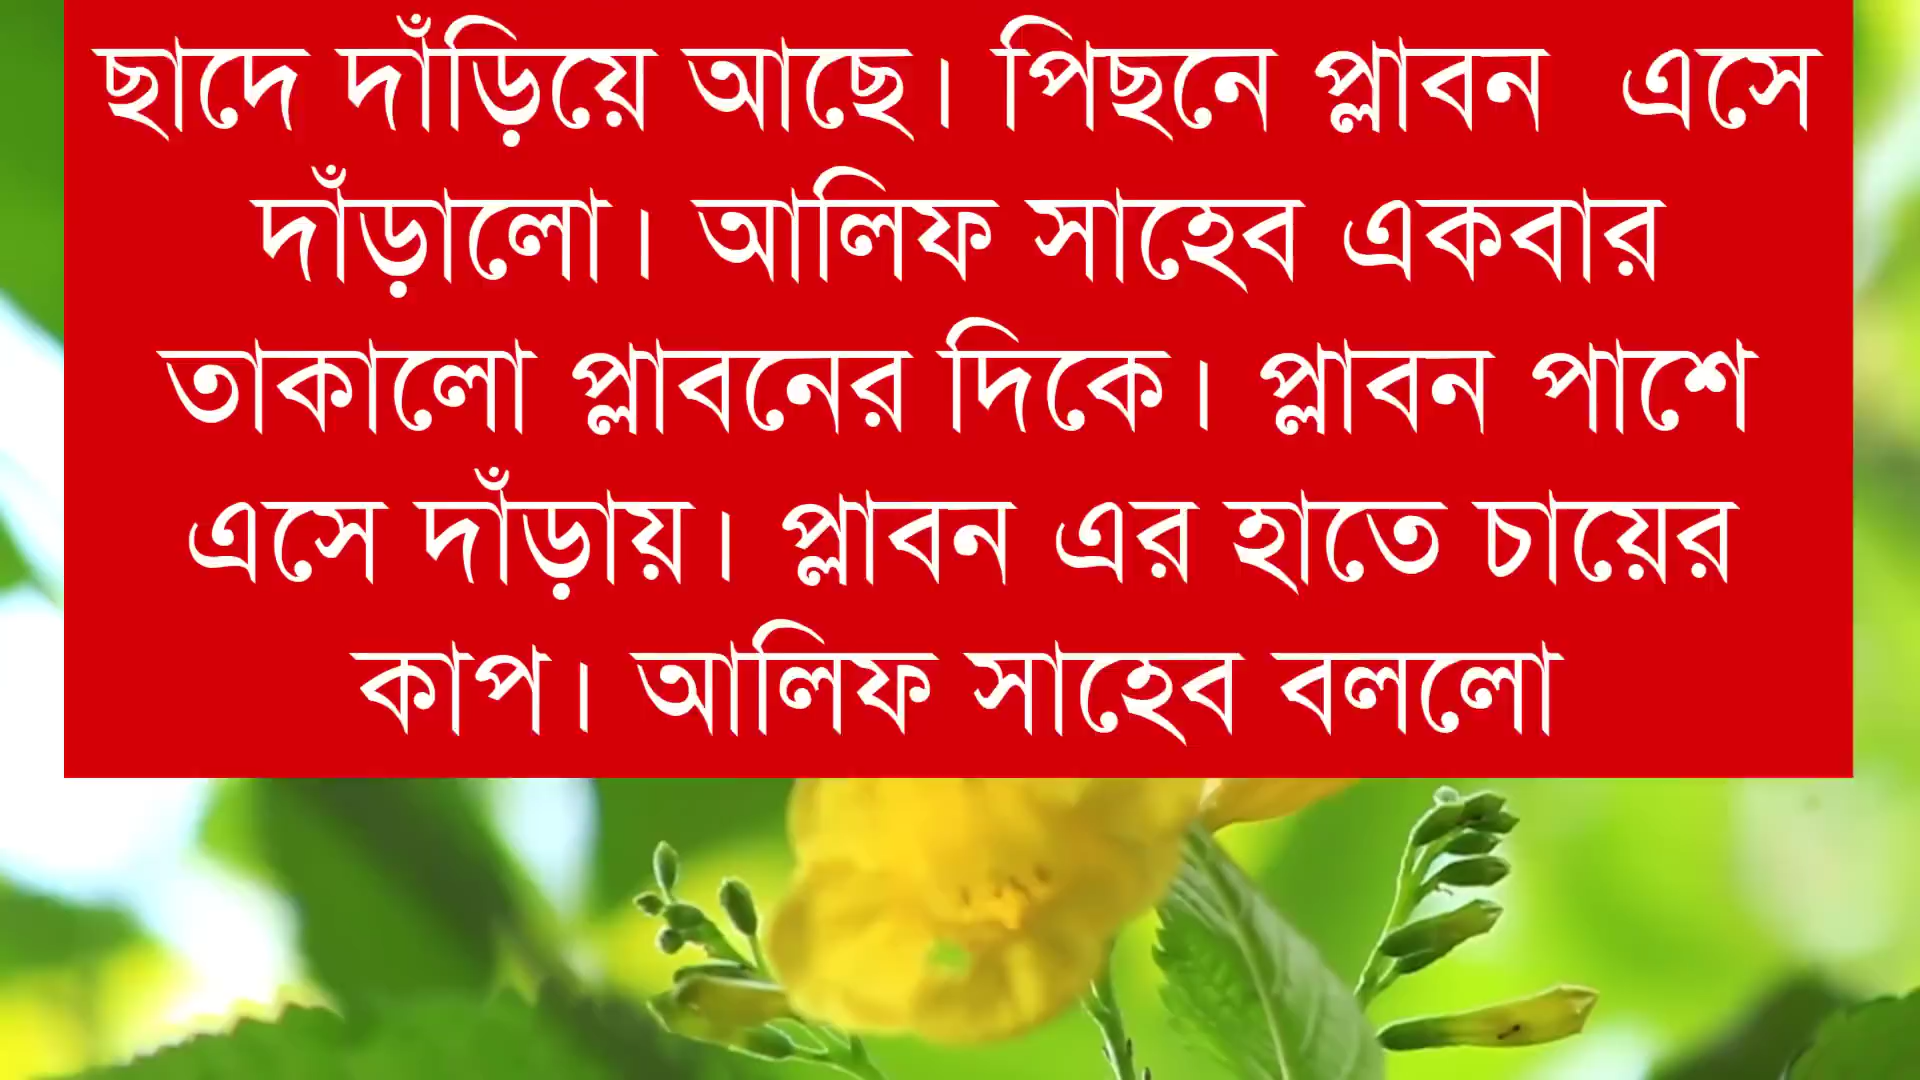 ছাদে দাঁড়িয়ে আছে। পিছনে প্লাবন এসে
দাঁড়ালো। আলিফ সাহেব একবার
তাকালো প্লাবনের দিকে। প্লাবন পাশে
এসে দাঁড়ায়। প্লাবন এর হাতে চায়ের
কাপ। আলিফ সাহেব বললো